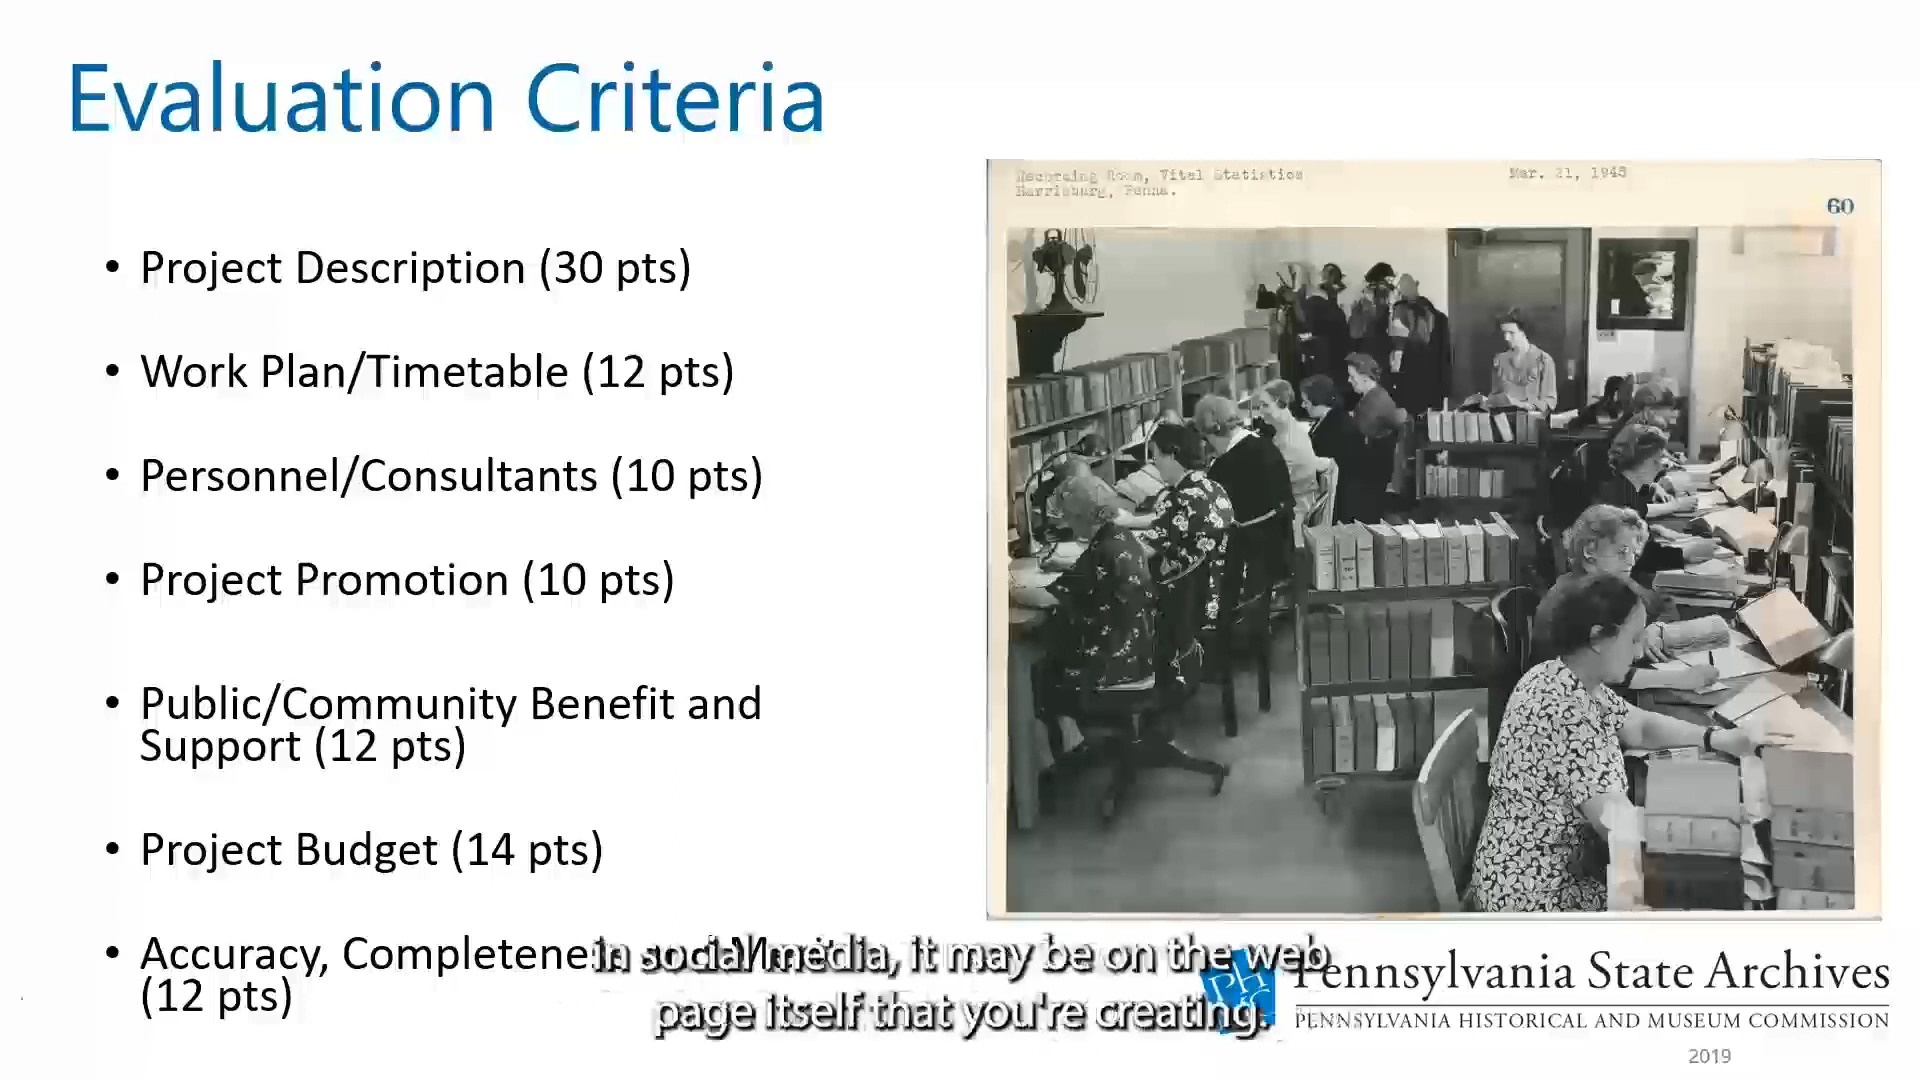 Evaluation Criteria
• Project Description (30 pts)
• Work Plan/Timetable (12 pts)
• Personnel/Consultants (10 pts)
• Project Promotion (10 pts)
• Public/Community Benefit and
Support (12 pts)
• Project Budget (14 pts)
• Accuracy, Completeness
(12 pts)
Recording Room, Vital Statistics
Harrisburg, Penna.
Mar. 21, 1945
60
In social media, it may be on the web
page itself that you're creating.
Pennsylvania State Archives
PENNSYLVANIA HISTORICAL AND MUSEUM COMMISSION
2019